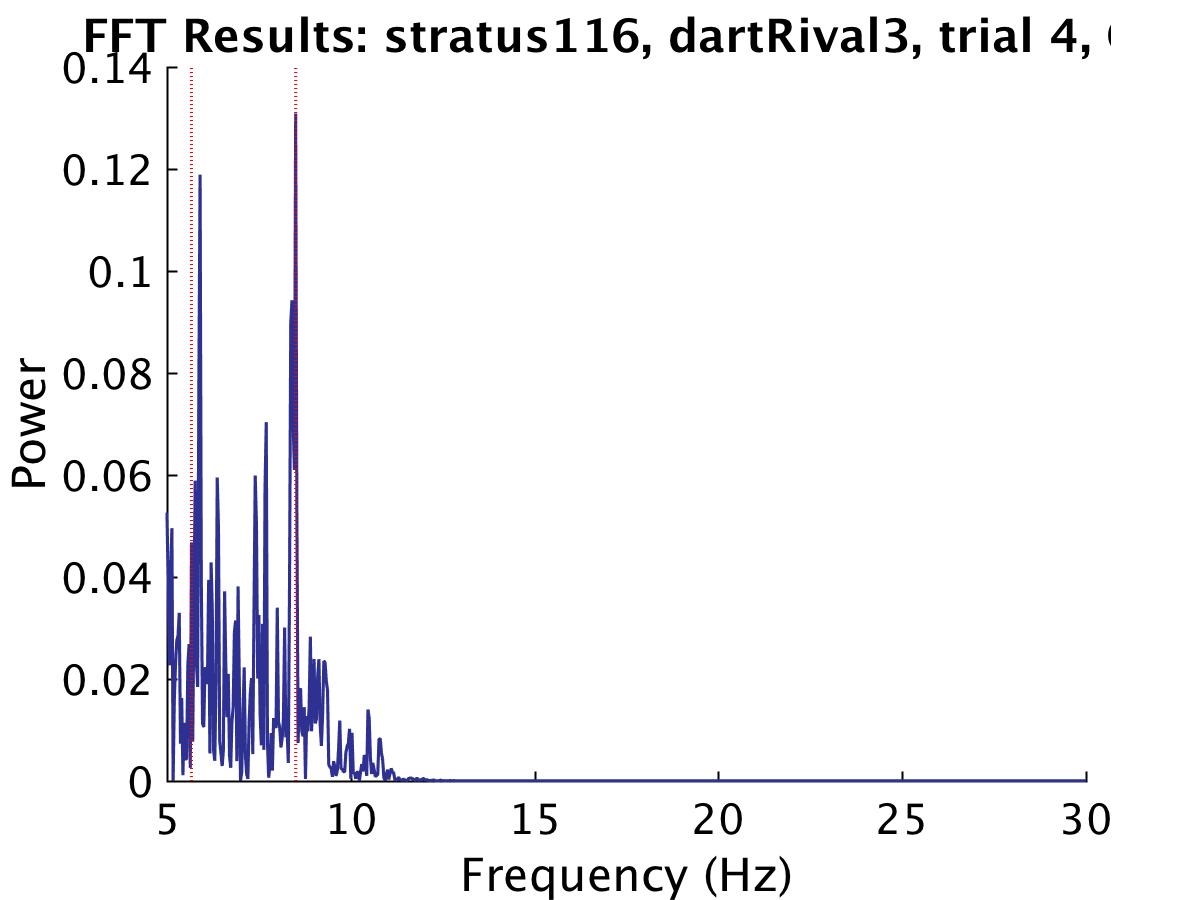 FFT Results: stratus116, dartRival3, trial 4,
0.14
0.12
0.1
0.08
0.06
0.04
0.02
0
5 10 15 20 25 30
Power
Frequency (Hz)